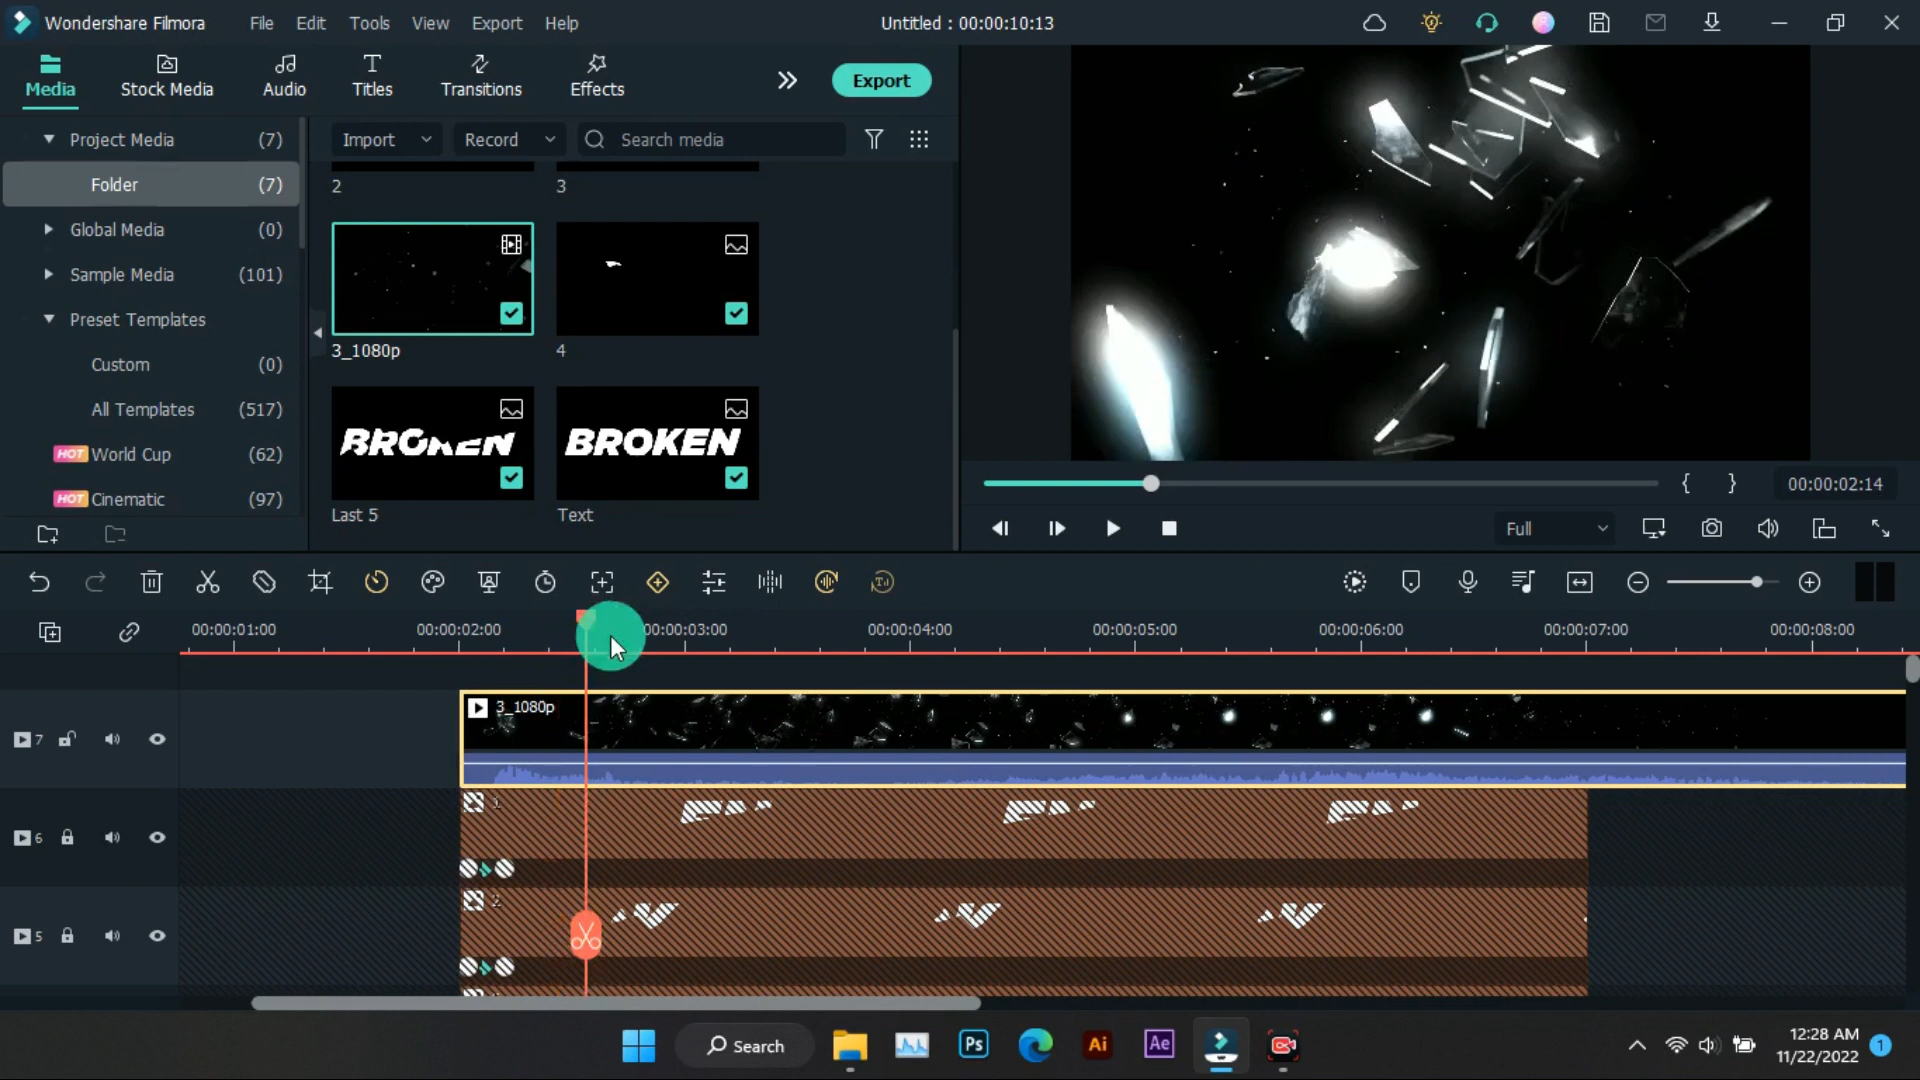 Wondershare Filmora File Edit Tools View Export Help Untitled : 00:00:10:13
Media Stock Media Audio Titles Transitions Effects Export
Project Media (7)
Folder (7)
Global Media (0)
Sample Media (101)
Preset Templates
Custom (0)
All Templates (517)
HOT World Cup (62)
HOT Cinematic (97)
Import Record Search media
2 3
3_1080p 4
BROKEN BROKEN
Last 5 Text
{ } 00:00:02:14
Full
00:00:01:00 00:00:02:00 00:00:03:00 00:00:04:00 00:00:05:00 00:00:06:00 00:00:07:00 00:00:08:00
7 3_1080p
6 1
5 2
Search Ps Ai Ae
12:28 AM
11/22/2022 1